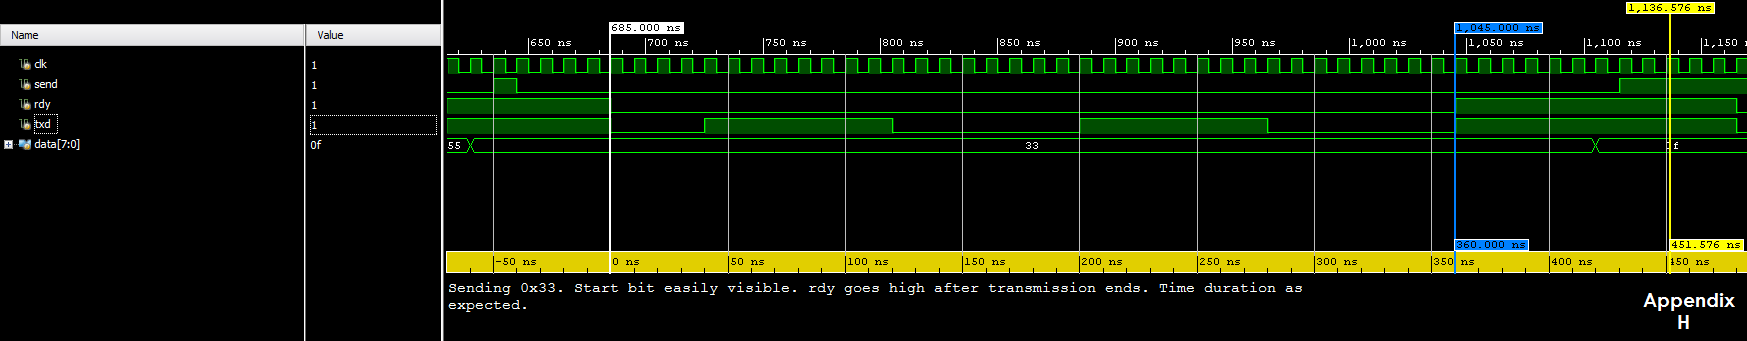 1,136.576 ns
685.000 ns 1,045.000 ns
Name Value
650 ns 700 ns 750 ns 800 ns 850 ns 900 ns 950 ns 1,000 ns 1,050 ns 1,100 ns 1,150
clk 1
send 1
rdy 1
txd 1
data[7:0] 0f 55 33 0f
360.000 ns 451.576 ns
-50 ns 0 ns 50 ns 100 ns 150 ns 200 ns 250 ns 300 ns 350 ns 400 ns 450 ns
Sending 0x33. Start bit easily visible. rdy goes high after transmission ends. Time duration as
expected.
Appendix
H